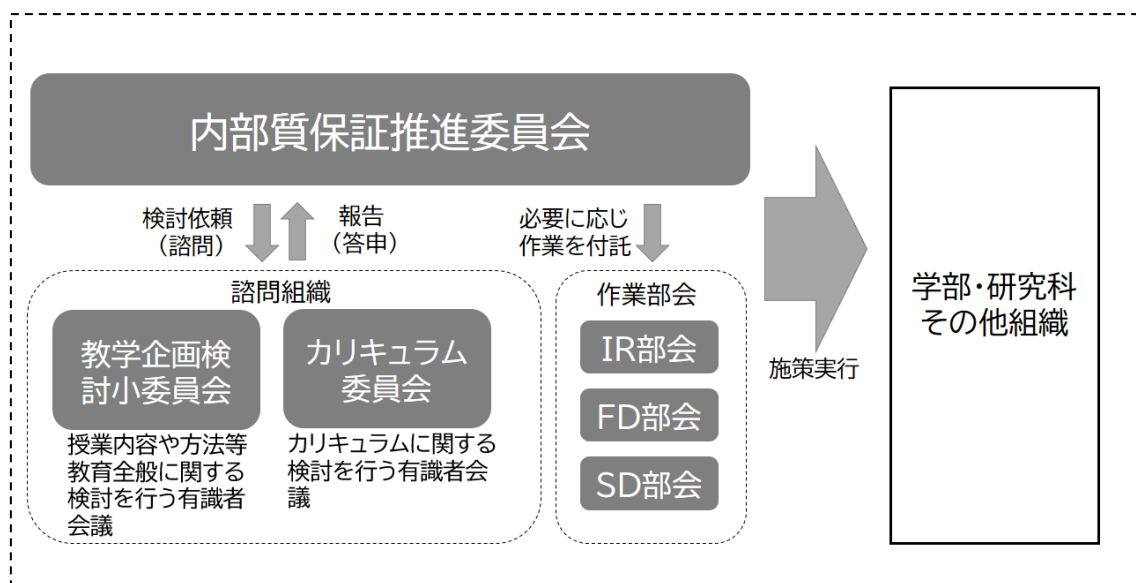 内部質保証推進委員会
検討依頼
（諮問）
報告
（答申）
必要に応じ
作業を付託
諮問組織
教学企画検
討小委員会
カリキュラム
委員会
授業内容や方法等
教育全般に関する
検討を行う有識者
会議
カリキュラムに関する
検討を行う有識者会
議
作業部会
IR部会
FD部会
SD部会
施策実行
学部・研究科
その他組織